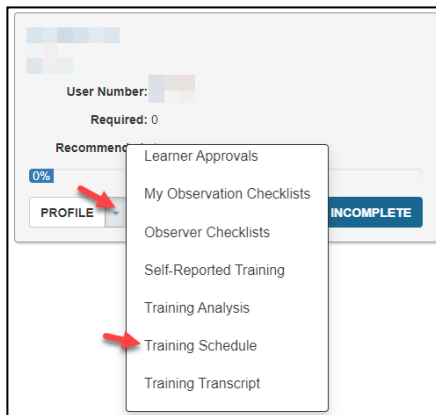 User Number:
Required: 0
Recommend
0%
PROFILE
INCOMPLETE
Learner Approvals
My Observation Checklists
Observer Checklists
Self-Reported Training
Training Analysis
Training Schedule
Training Transcript